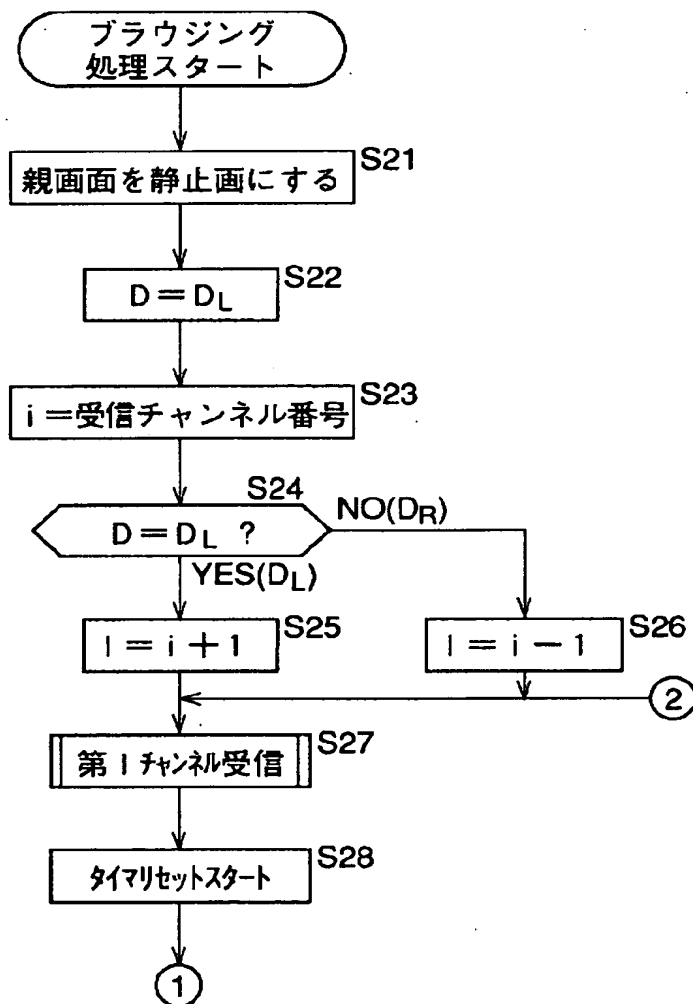 ブラウジング
処理スタート
親画面を静止画にする
S21
D=DL
S22
i=受信チャンネル番号
S23
S24
D=DL ?
NO(DR)
YES(DL)
I=i+1
S25
I=i-1
S26
2
第Iチャンネル受信
S27
タイマリセットスタート
S28
1